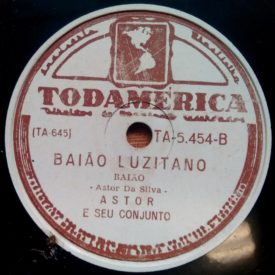 TODAMERICA
[TA-645]
TA-5.454-B
BAIÃO LUZITANO
BAIÃO
- Astor Da Silva -
ASTOR
E SEU CONJUNTO